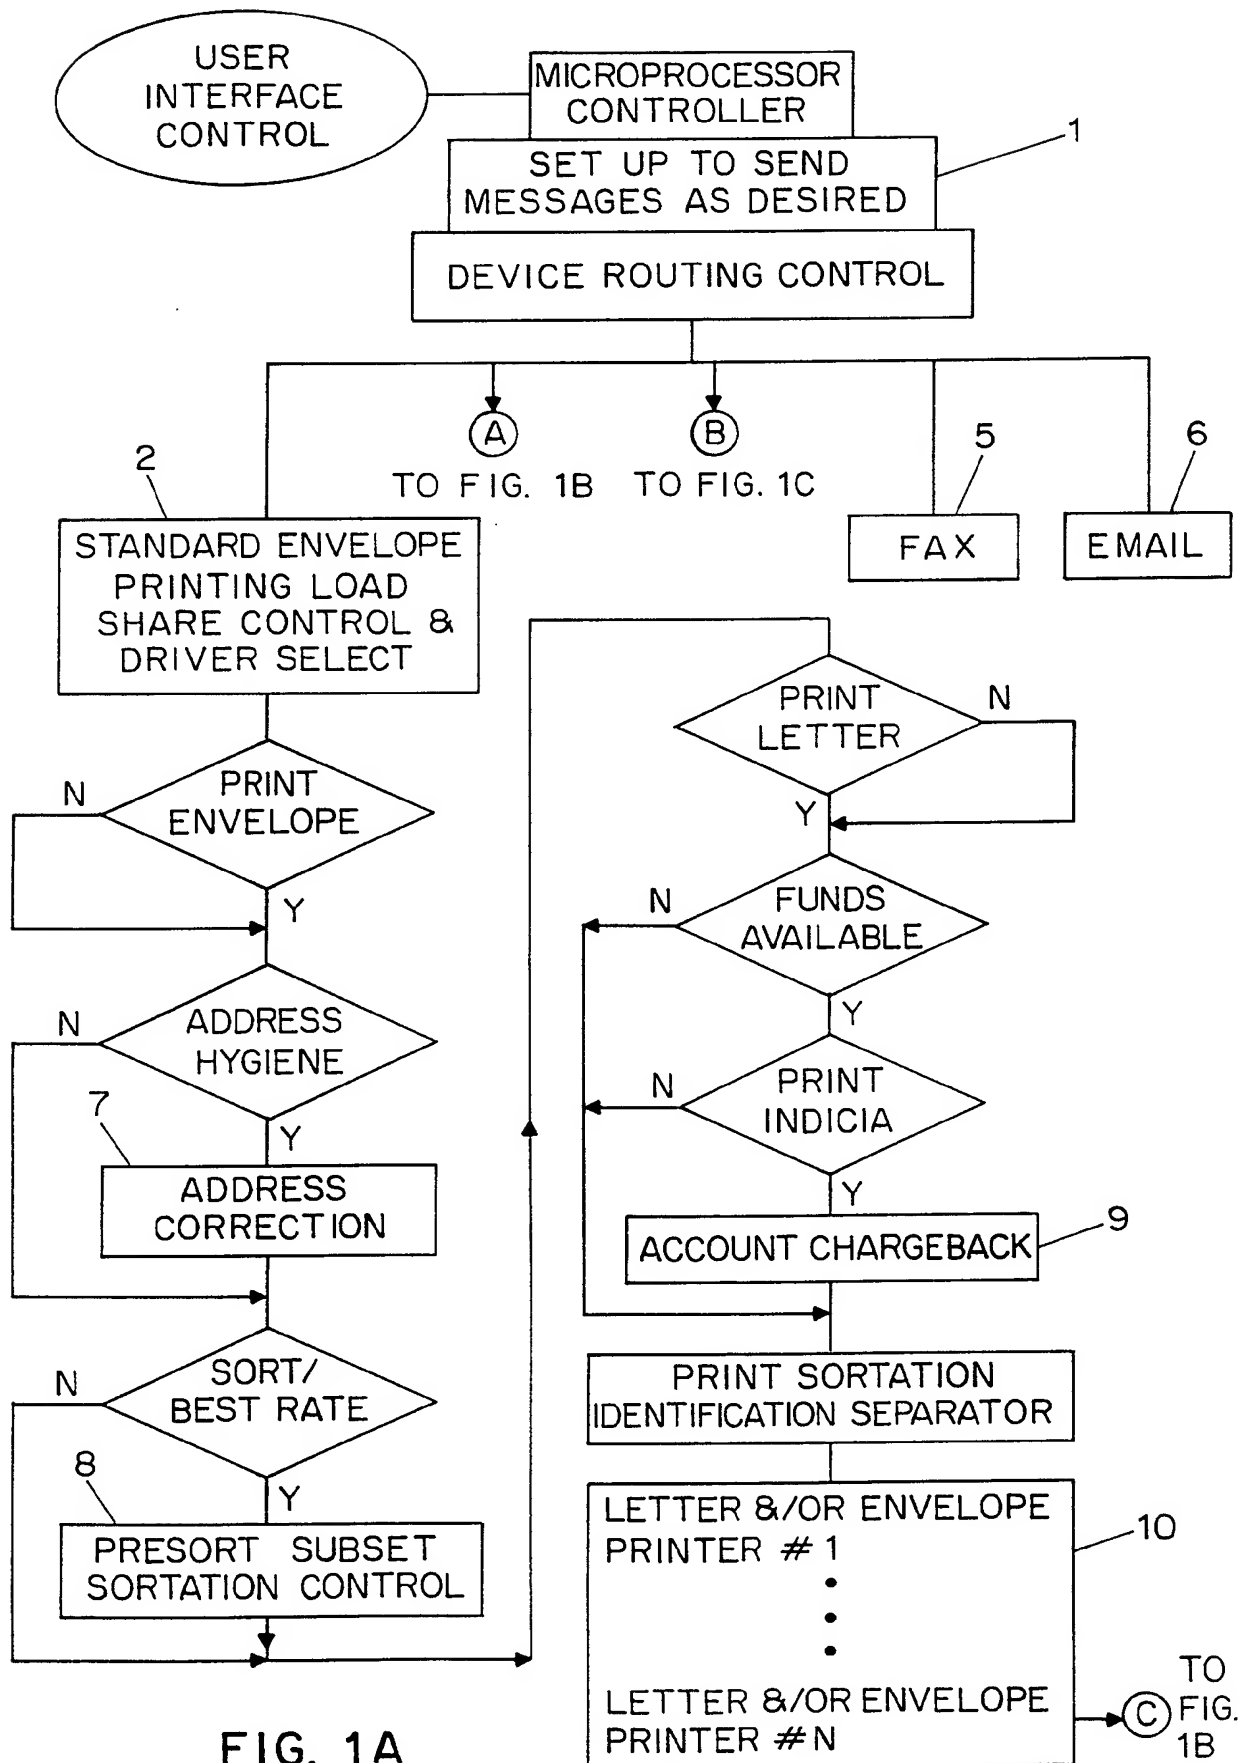 USER
INTERFACE
CONTROL
MICROPROCESSOR
CONTROLLER
1
SET UP TO SEND
MESSAGES AS DESIRED
DEVICE ROUTING CONTROL
A
TO FIG. 1B
B
TO FIG. 1C
5
FAX
6
EMAIL
2
STANDARD ENVELOPE
PRINTING LOAD
SHARE CONTROL &
DRIVER SELECT
N
PRINT
ENVELOPE
Y
N
ADDRESS
HYGIENE
Y
7
ADDRESS
CORRECTION
N
SORT/
BEST RATE
Y
8
PRESORT SUBSET
SORTATION CONTROL
PRINT
LETTER
N
Y
N
FUNDS
AVAILABLE
Y
N
PRINT
INDICIA
Y
ACCOUNT CHARGEBACK
9
PRINT SORTATION
IDENTIFICATION SEPARATOR
LETTER &/OR ENVELOPE
PRINTER #1
10
LETTER &/OR ENVELOPE
PRINTER #N
C
TO
FIG.
1B
FIG. 1A